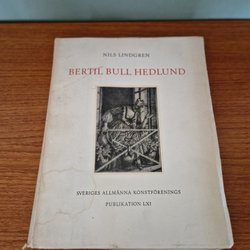 NILS LINDGREN
BERTIL BULL HEDLUND
SVERIGES ALLMÄNNA KONSTFÖRENINGS
PUBLIKATION LXI